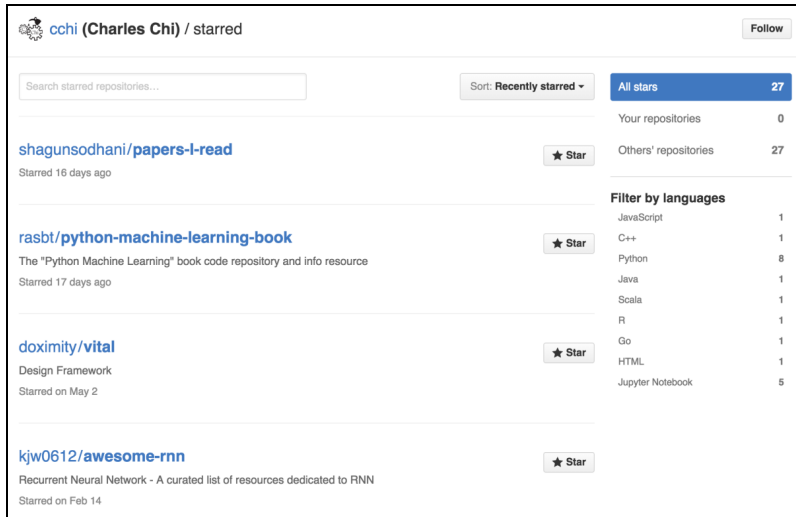 cchi (Charles Chi) / starred
Follow
Search starred repositories...
Sort: Recently starred
All stars 27
Your repositories 0
Others' repositories 27
shagunsodhani/papers-I-read
Star
Starred 16 days ago
Filter by languages
JavaScript 1
C++ 1
Python 8
Java 1
Scala 1
R 1
Go 1
HTML 1
Jupyter Notebook 5
rasbt/python-machine-learning-book
Star
The "Python Machine Learning" book code repository and info resource
Starred 17 days ago
doximity/vital
Star
Design Framework
Starred on May 2
kjw0612/awesome-rnn
Star
Recurrent Neural Network - A curated list of resources dedicated to RNN
Starred on Feb 14